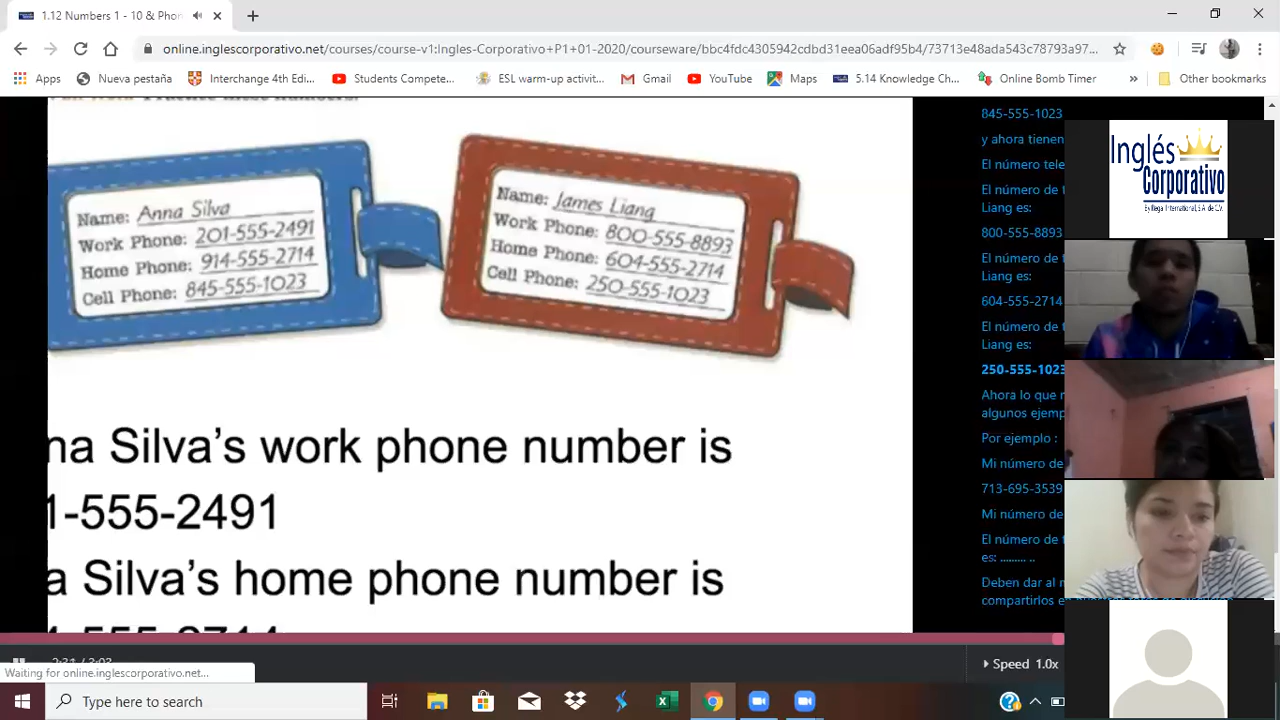 1.12 Numbers 1 - 10 & Phon
online.inglescorporativo.net/courses/course-v1:Ingles-Corporativo+P1+01-2020/courseware/bbc4fdc4305942cdbd31eea06adf95b4/73713e48ada543c78793a97...
Apps Nueva pestaña Interchange 4th Edi... Students Compete... ESL warm-up activit... Gmail YouTube Maps 5.14 Knowledge Ch... Online Bomb Timer » Other bookmarks
Practice these numbers.
Name: Anna Silva
Work Phone: 201-555-2491
Home Phone: 914-555-2714
Cell Phone: 845-555-1023
Name: James Liang
Work Phone: 800-555-8893
Home Phone: 604-555-2714
Cell Phone: 250-555-1023
na Silva's work phone number is
1-555-2491
a Silva's home phone number is
845-555-1023
y ahora tienen
El número tele
El número de t
Liang es:
800-555-8893
El número de t
Liang es:
604-555-2714
El número de t
Liang es:
250-555-1023
Ahora lo que
algunos ejemp
Por ejemplo :
Mi número de
713-695-3539
Mi número de
El número de t
es: ......... ..
Deben dar al
compartirlos
Inglés
Corporativo
2:31 / 3:03
Speed 1.0x
Waiting for online.inglescorporativo.net...
Type here to search